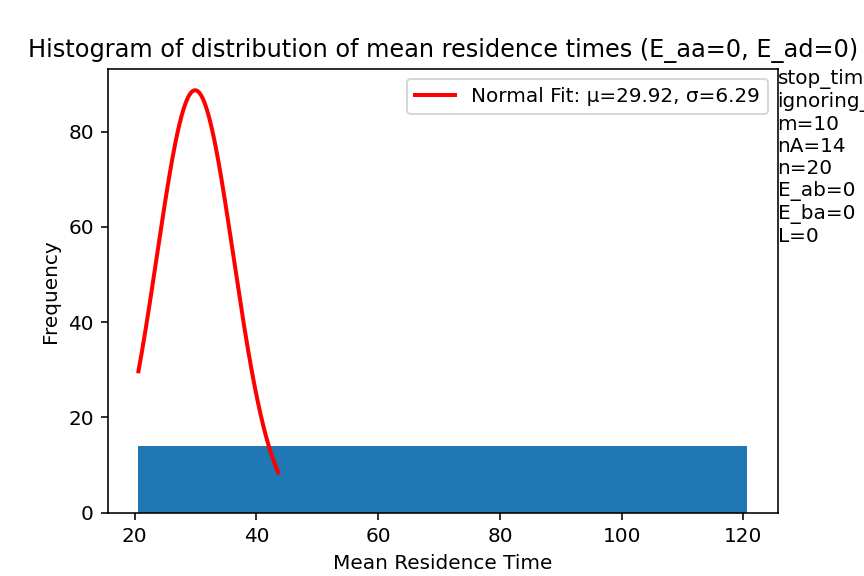 Histogram of distribution of mean residence times (E_aa=0, E_ad=0)
Normal Fit: μ=29.92, σ=6.29
stop_tim
ignoring_
m=10
nA=14
n=20
E_ab=0
E_ba=0
L=0
Frequency
80
60
40
20
0
20 40 60 80 100 120
Mean Residence Time